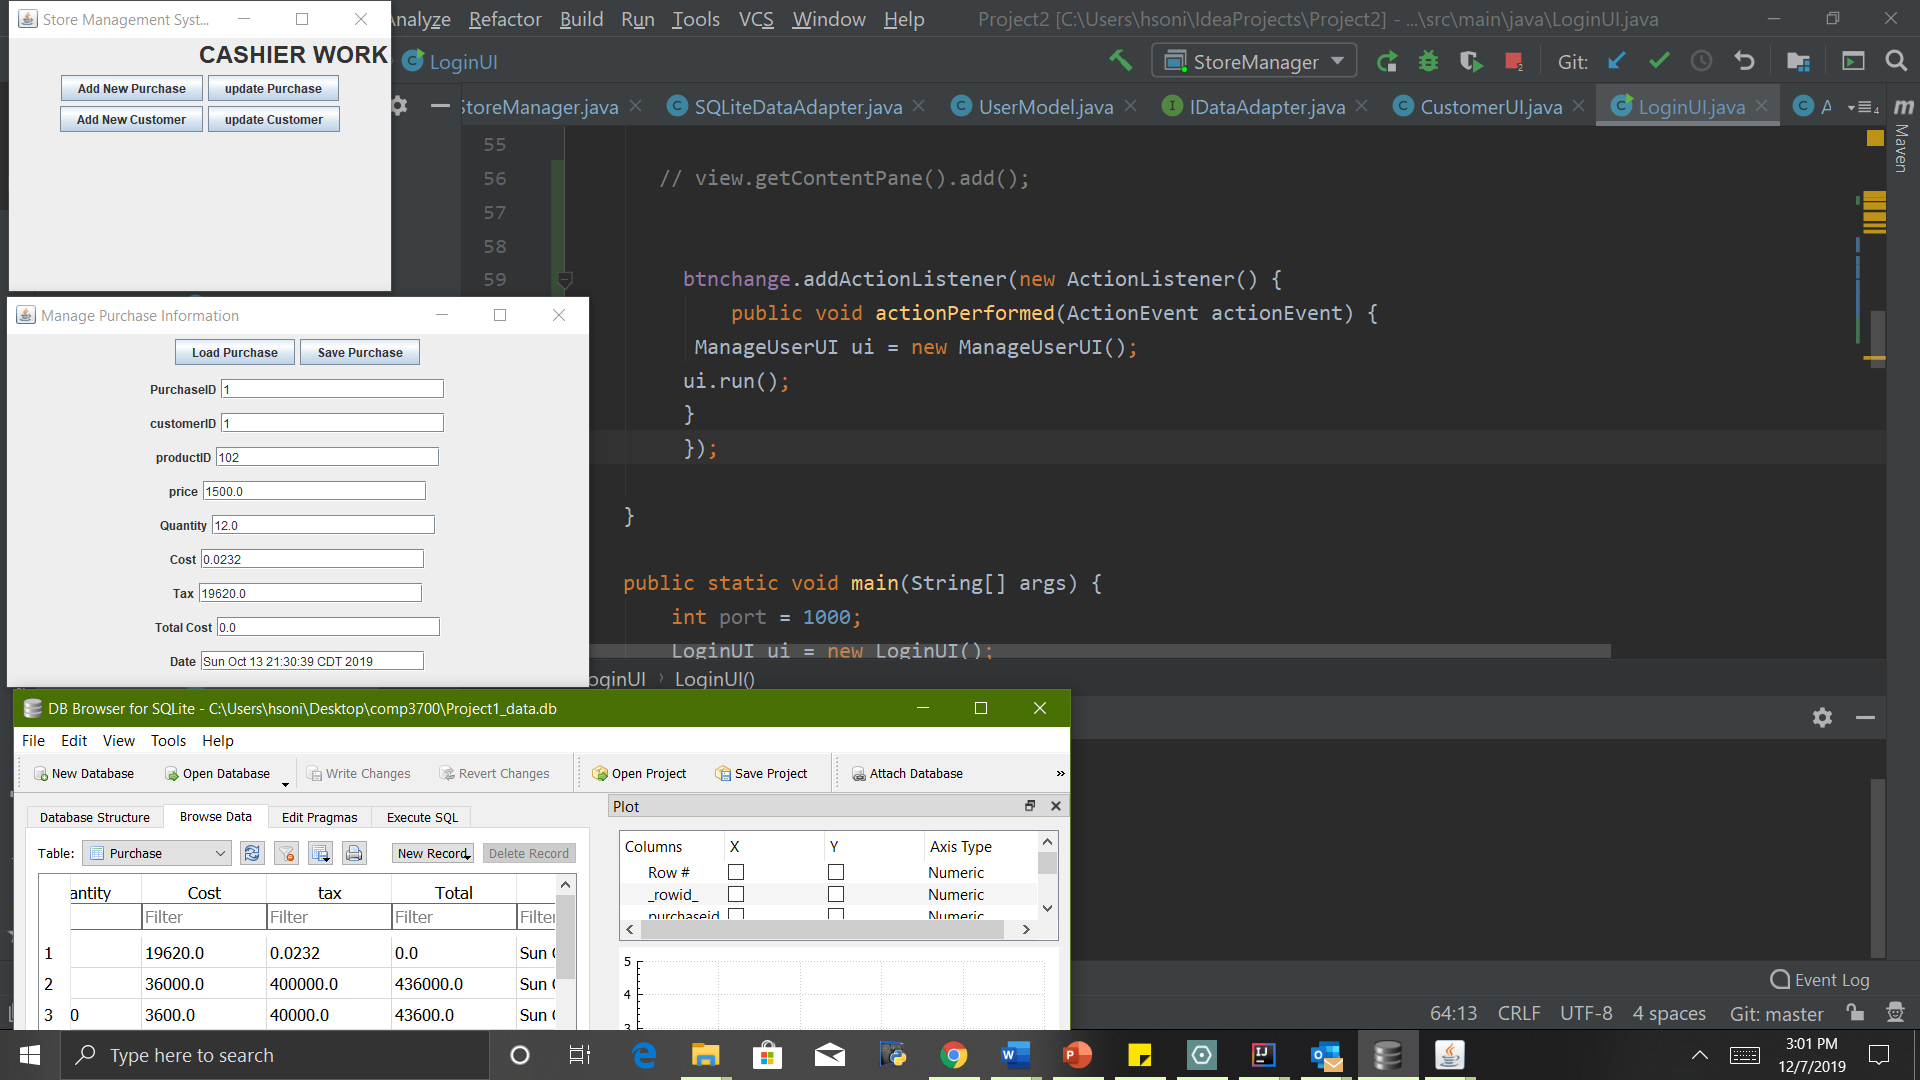 Store Management Syst...
CASHIER WORK
Add New Purchase
update Purchase
Add New Customer
update Customer
Analyze Refactor Build Run Tools VCS Window Help
Project2 [C:\Users\hsoni\IdeaProjects\Project2] - ...\src\main\java\LoginUI.java
LoginUI
StoreManager
Git:
StoreManager.java
SQLiteDataAdapter.java
UserModel.java
IDataAdapter.java
CustomerUI.java
LoginUI.java
A
4
m
Maven
55
56 // view.getContentPane().add();
57
58
59 btnchange.addActionListener(new ActionListener() {
public void actionPerformed(ActionEvent actionEvent) {
ManageUserUI ui = new ManageUserUI();
ui.run();
}
});
}
public static void main(String[] args) {
int port = 1000;
LoginUI ui = new LoginUI();
oginUI › LoginUI()
Manage Purchase Information
Load Purchase
Save Purchase
PurchaseID 1
customerID 1
productID 102
price 1500.0
Quantity 12.0
Cost 0.0232
Tax 19620.0
Total Cost 0.0
Date Sun Oct 13 21:30:39 CDT 2019
DB Browser for SQLite - C:\Users\hsoni\Desktop\comp3700\Project1_data.db
File Edit View Tools Help
New Database Open Database Write Changes Revert Changes Open Project Save Project Attach Database »
Database Structure Browse Data Edit Pragmas Execute SQL
Table: Purchase New Record Delete Record
antity Cost tax Total
Filter Filter Filter Filter
1 19620.0 0.0232 0.0 Sun
2 36000.0 400000.0 436000.0 Sun
3 0 3600.0 40000.0 43600.0 Sun
Plot
Columns X Y Axis Type
Row # Numeric
_rowid_ Numeric
purchaseid Numeric
5
4
3
Event Log
64:13 CRLF UTF-8 4 spaces Git: master
Type here to search
3:01 PM
12/7/2019